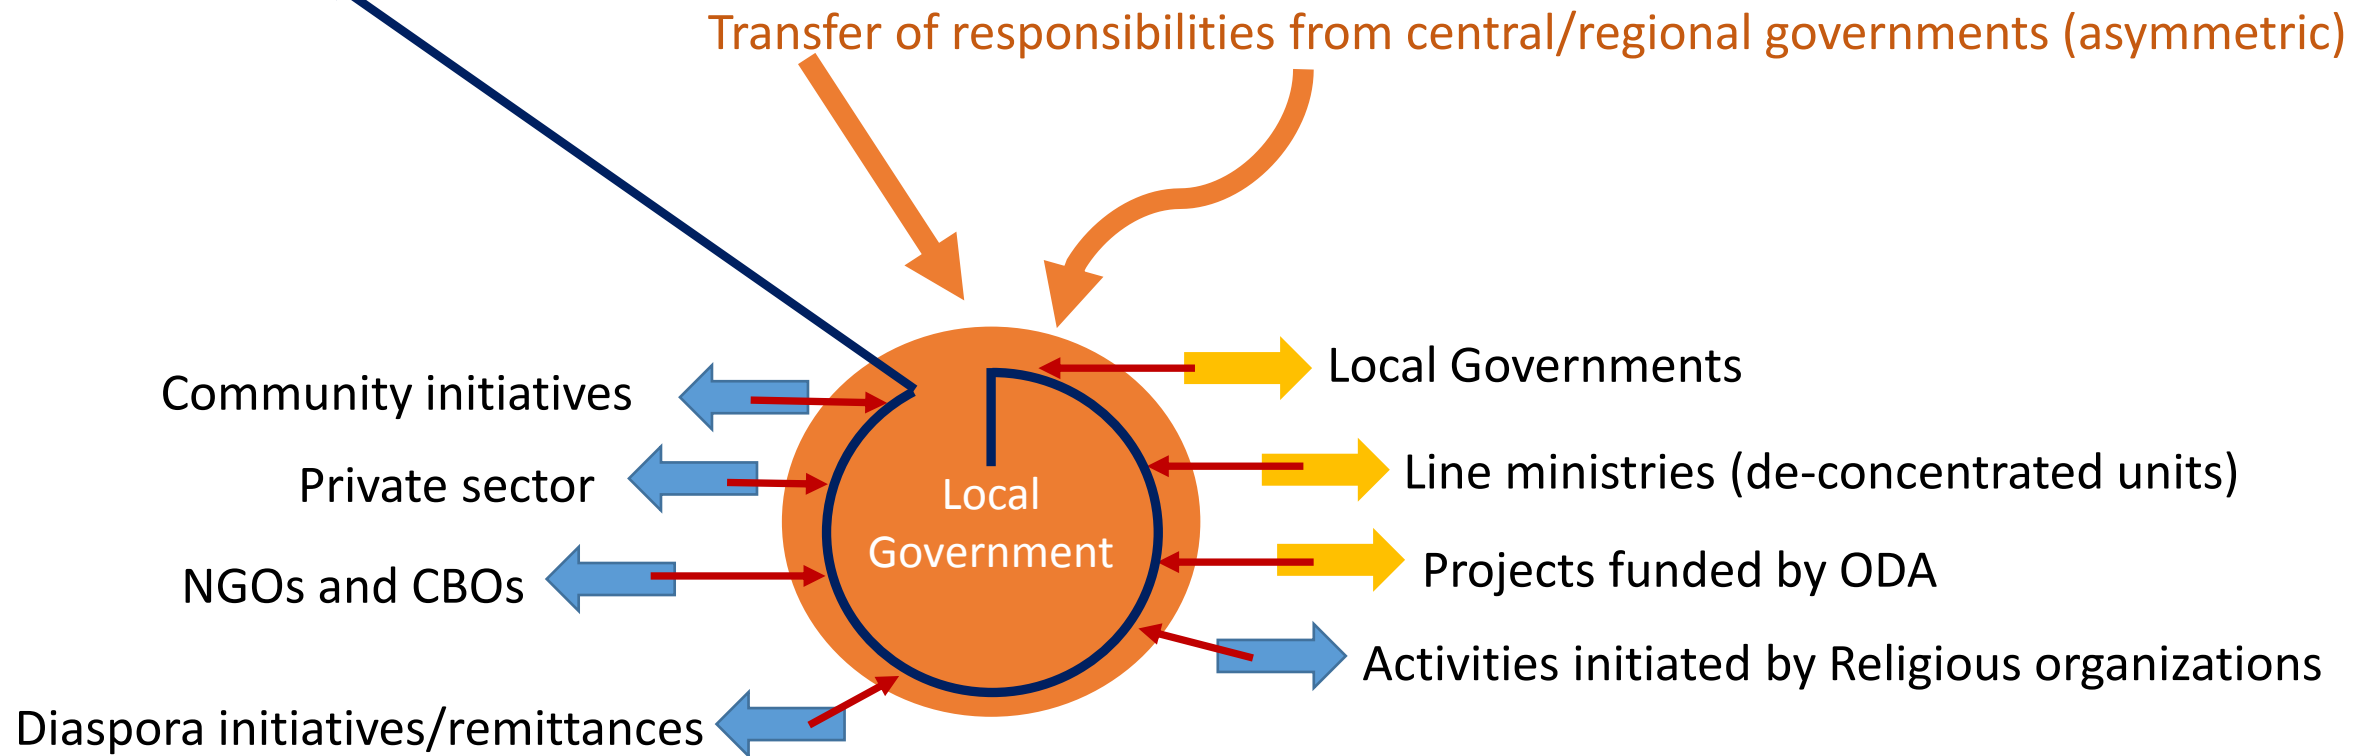 Transfer of responsibilities from central/regional governments (asymmetric)
Local Governments
Community initiatives
Line ministries (de-concentrated units)
Private sector
Local
Government
Projects funded by ODA
NGOs and CBOs
Activities initiated by Religious organizations
Diaspora initiatives/remittances